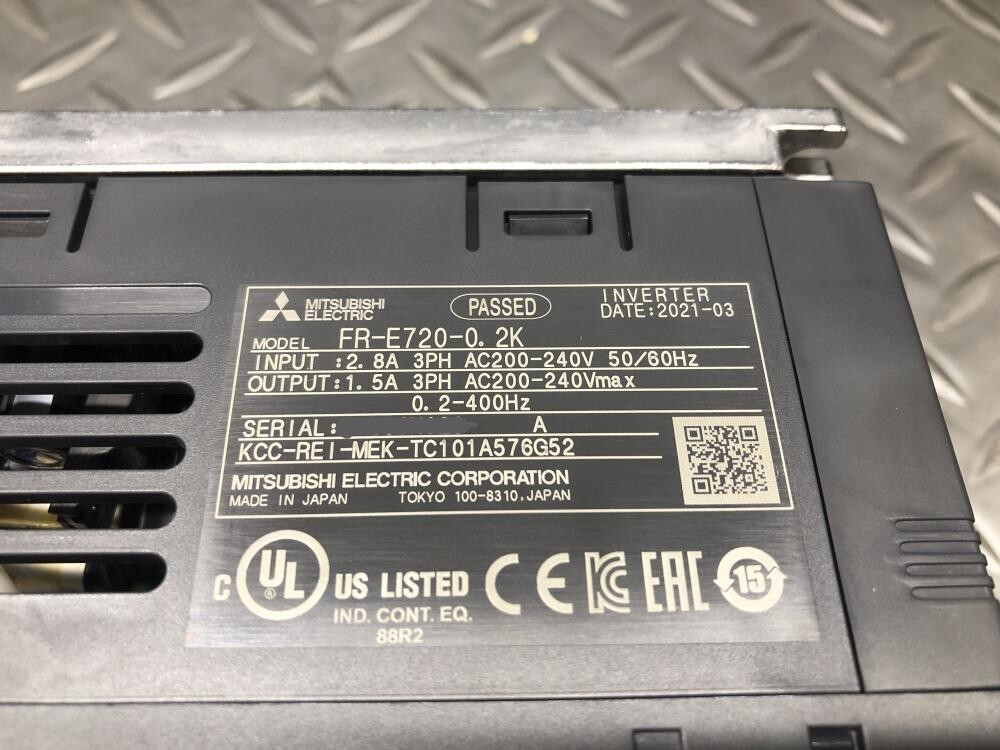 MITSUBISHI ELECTRIC
PASSED
INVERTER
DATE:2021-03
MODEL FR-E720-0.2K
INPUT :2.8A 3PH AC200-240V 50/60Hz
OUTPUT:1.5A 3PH AC200-240Vmax
0.2-400Hz
SERIAL: A
KCC-REI-MEK-TC101A576G52
MITSUBISHI ELECTRIC CORPORATION
MADE IN JAPAN TOKYO 100-8310,JAPAN
C UL US LISTED
IND. CONT. EQ.
88R2
CE KC EAC 15